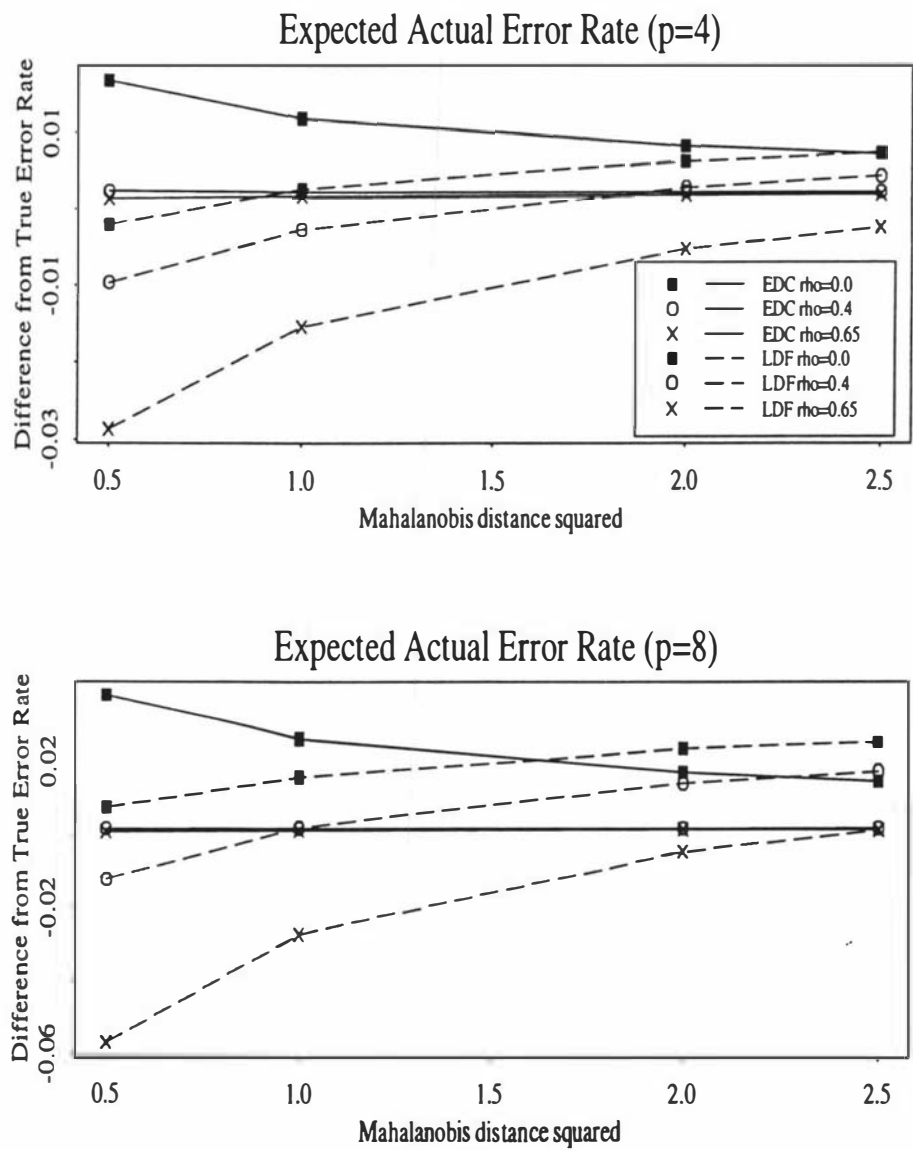 Expected Actual Error Rate (p=4)
Difference from True Error Rate
0.01
-0.01
-0.03
EDC rho=0.0
EDC rho=0.4
EDC rho=0.65
LDF rho=0.0
LDF rho=0.4
LDF rho=0.65
0.5 1.0 1.5 2.0 2.5
Mahalanobis distance squared
Expected Actual Error Rate (p=8)
Difference from True Error Rate
0.02
-0.02
-0.06
0.5 1.0 1.5 2.0 2.5
Mahalanobis distance squared